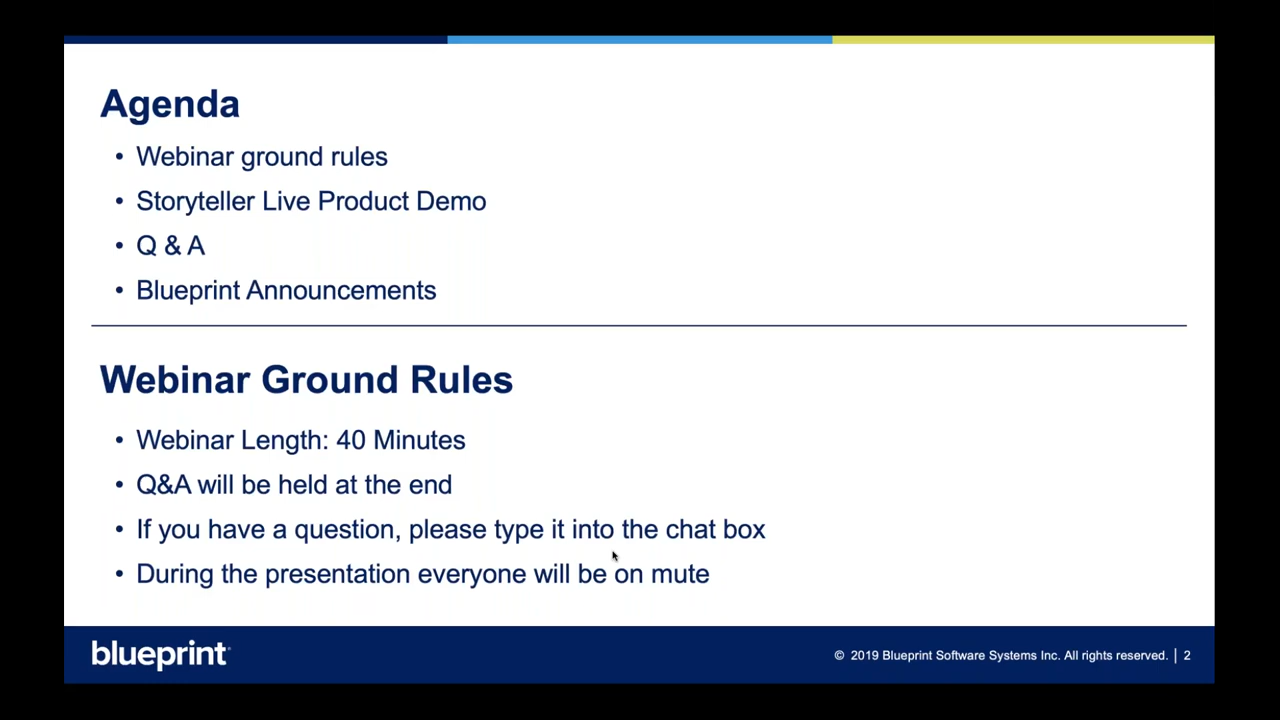 Agenda
• Webinar ground rules
• Storyteller Live Product Demo
• Q & A
• Blueprint Announcements
Webinar Ground Rules
• Webinar Length: 40 Minutes
• Q&A will be held at the end
• If you have a question, please type it into the chat box
• During the presentation everyone will be on mute
blueprint
© 2019 Blueprint Software Systems Inc. All rights reserved. | 2